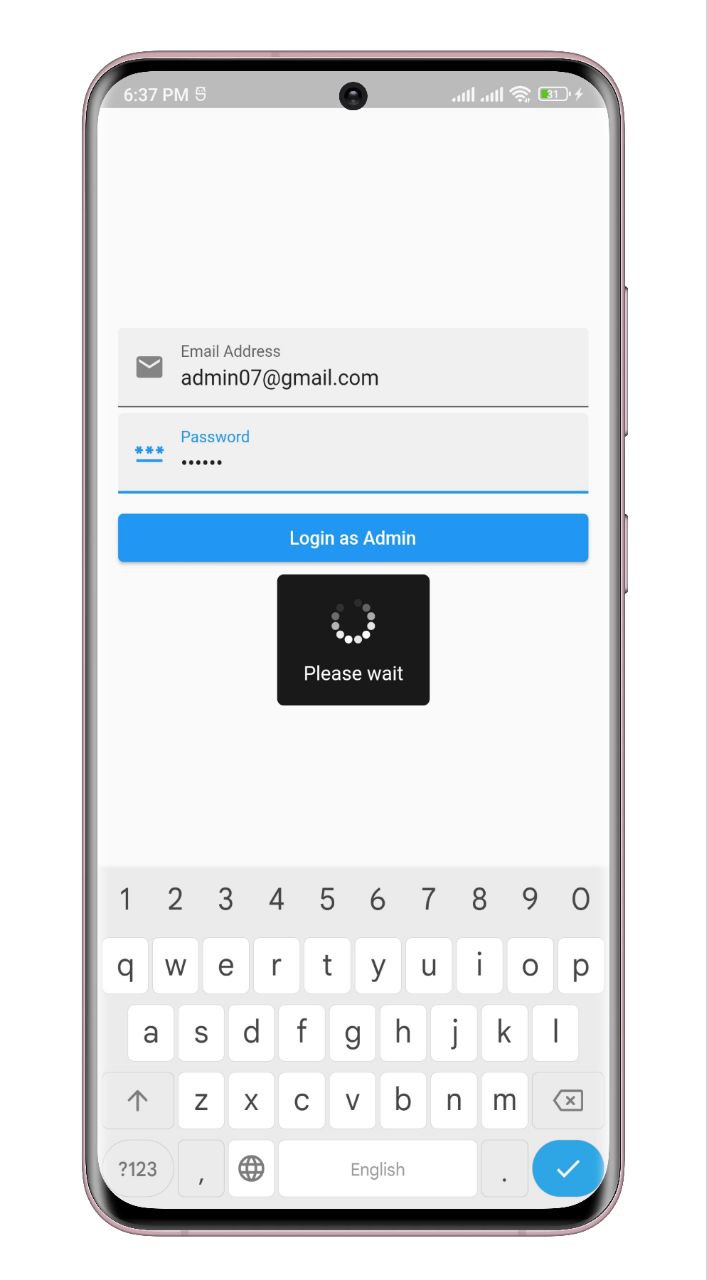 6:37 PM
31
Email Address
admin07@gmail.com
***
Password
••••••
Login as Admin
Please wait
1 2 3 4 5 6 7 8 9 0
q w e r t y u i o p
a s d f g h j k l
z x c v b n m
?123 , English .